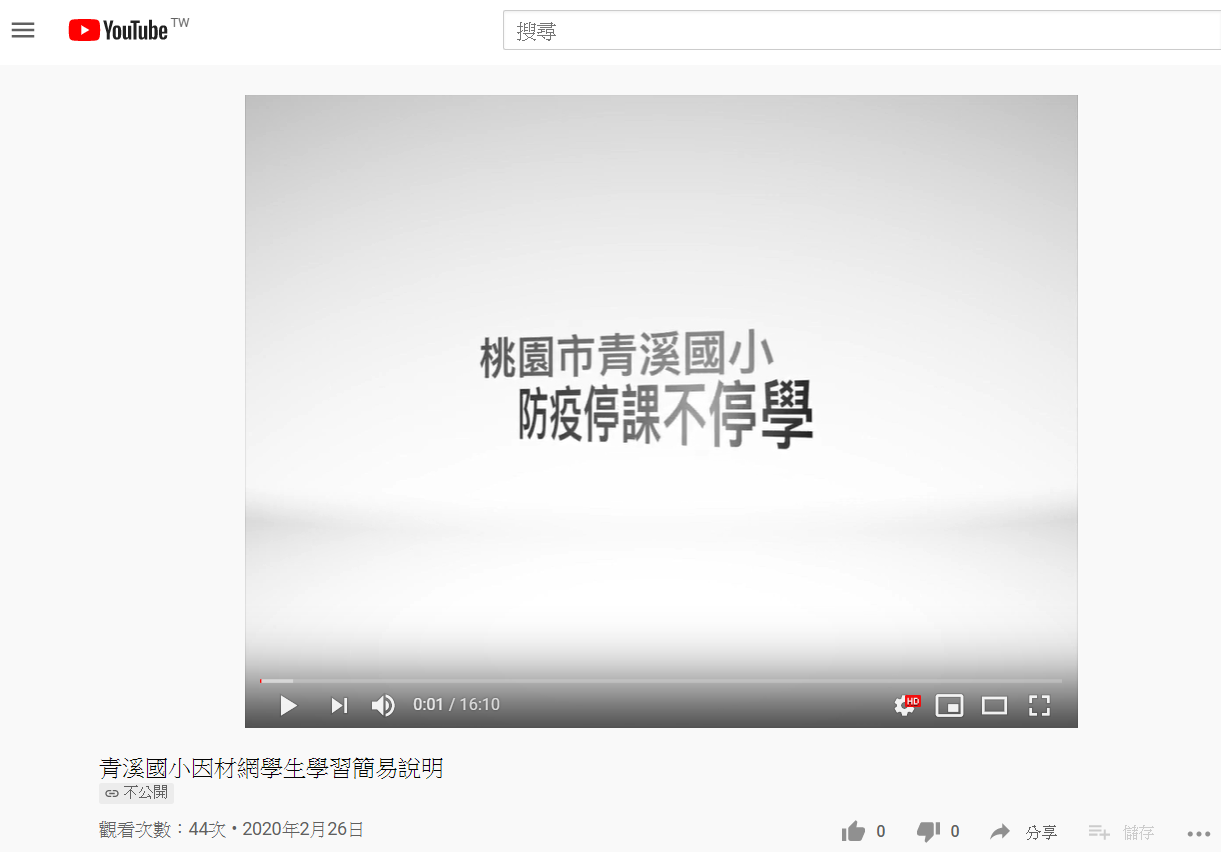 YouTube TW
搜尋
桃園市青溪國小
防疫停課不停學
0:01 / 16:10
HD
青溪國小因材網學生學習簡易說明
不公開
觀看次數：44次 • 2020年2月26日
0
0
分享
儲存